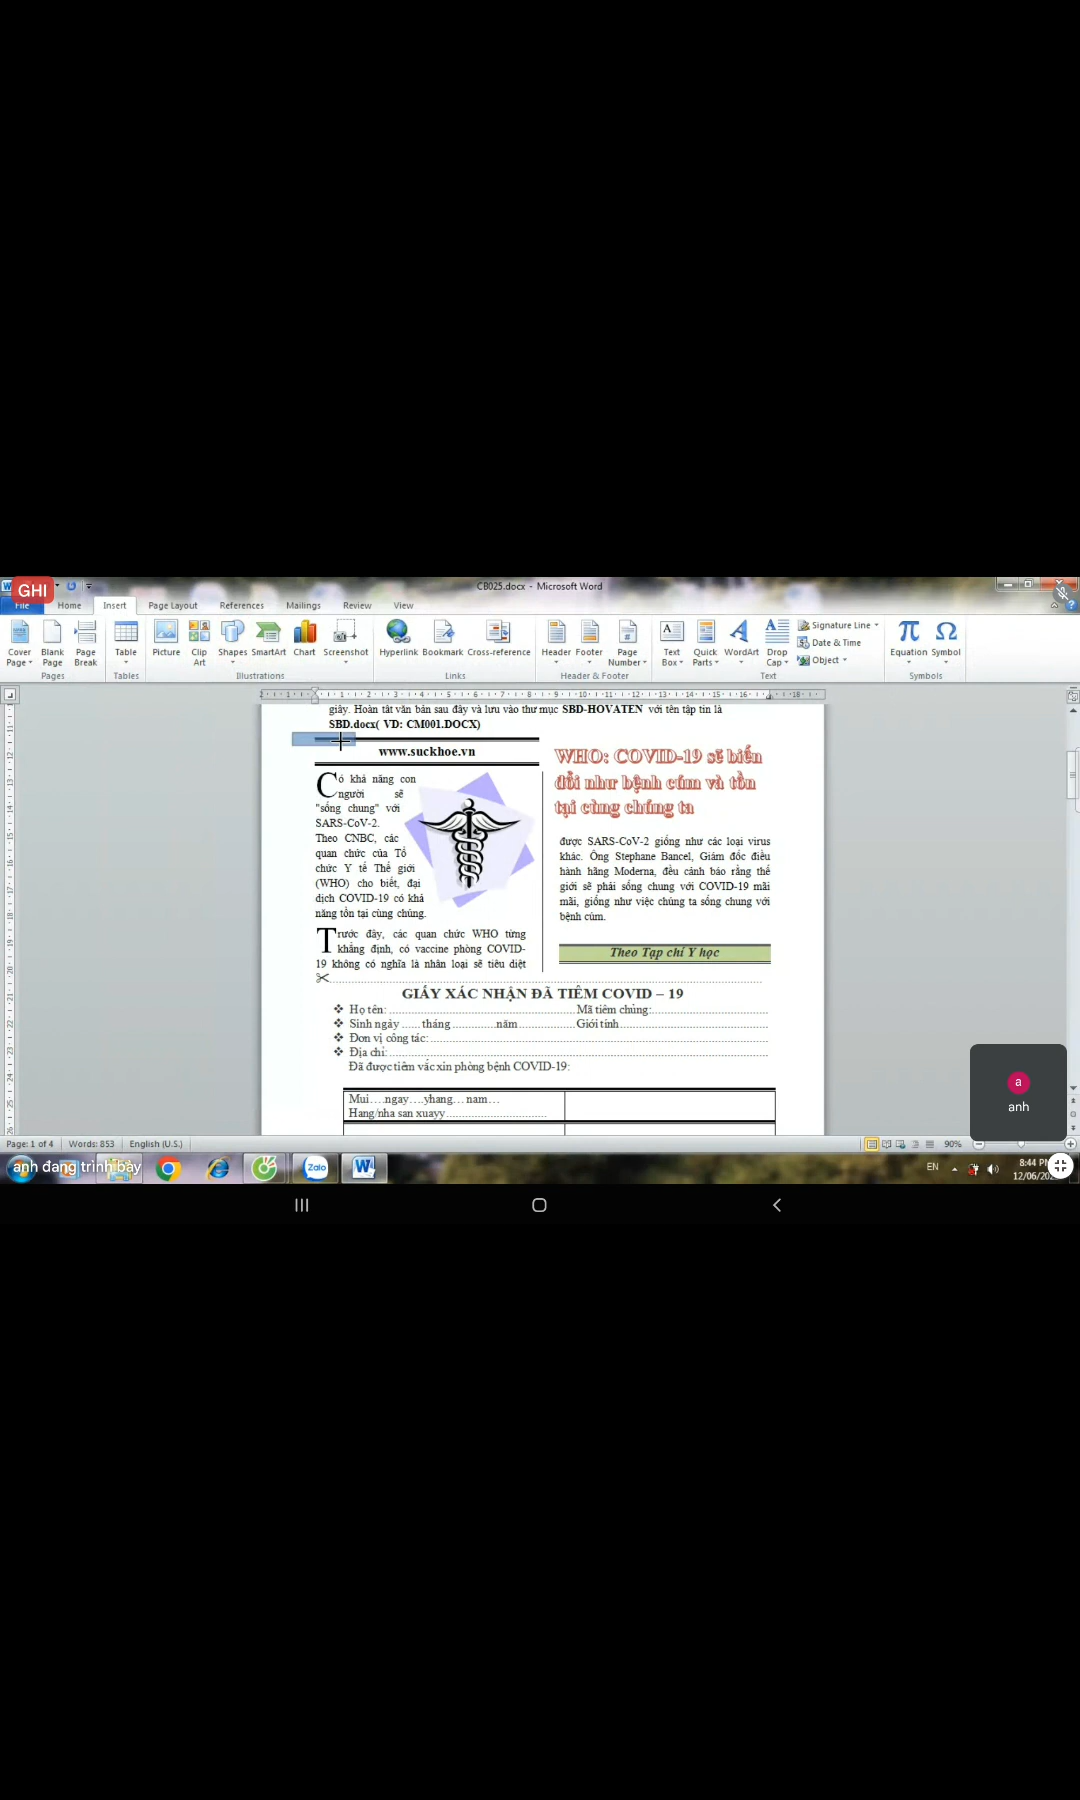 GHI
CB025.docx - Microsoft Word
File Home Insert Page Layout References Mailings Review View
Cover Page Blank Page Page Break Table Picture Clip Art Shapes SmartArt Chart Screenshot Hyperlink Bookmark Cross-reference Header Footer Page Number Text Box Quick Parts WordArt Drop Cap Signature Line Date & Time Object Equation Symbol
Pages Tables Illustrations Links Header & Footer Text Symbols
giấy. Hoàn tất văn bản sau đây và lưu vào thư mục SBD-HOVATEN với tên tập tin là
SBD.docx( VD: CM001.DOCX)
www.suckhoe.vn
Có khả năng con
người sẽ
"sống chung" với
SARS-CoV-2.
Theo CNBC, các
quan chức của Tổ
chức Y tế Thế giới
(WHO) cho biết, đại
dịch COVID-19 có khả
năng tồn tại cùng chúng.
Trước đây, các quan chức WHO từng
khẳng định, có vaccine phòng COVID-
19 không có nghĩa là nhân loại sẽ tiêu diệt
WHO: COVID-19 sẽ biến
đổi như bệnh cúm và tồn
tại cùng chúng ta
được SARS-CoV-2 giống như các loại virus
khác. Ông Stephane Bancel, Giám đốc điều
hành hãng Moderna, đều cảnh báo rằng thế
giới sẽ phải sống chung với COVID-19 mãi
mãi, giống như việc chúng ta sống chung với
bệnh cúm.
Theo Tạp chí Y học
GIẤY XÁC NHẬN ĐÃ TIÊM COVID – 19
Họ tên: Mã tiêm chủng:
Sinh ngày ...... tháng ............... năm .................... Giới tính
Đơn vị công tác:
Địa chỉ:
Đã được tiêm vắc xin phòng bệnh COVID-19:
Mui....ngay....yhang... nam...
Hang/nha san xuayy
a
anh
Page: 1 of 4 Words: 853 English (U.S.) 90%
anh đang trình bày
Zalo
EN
8:44 P
12/06/20